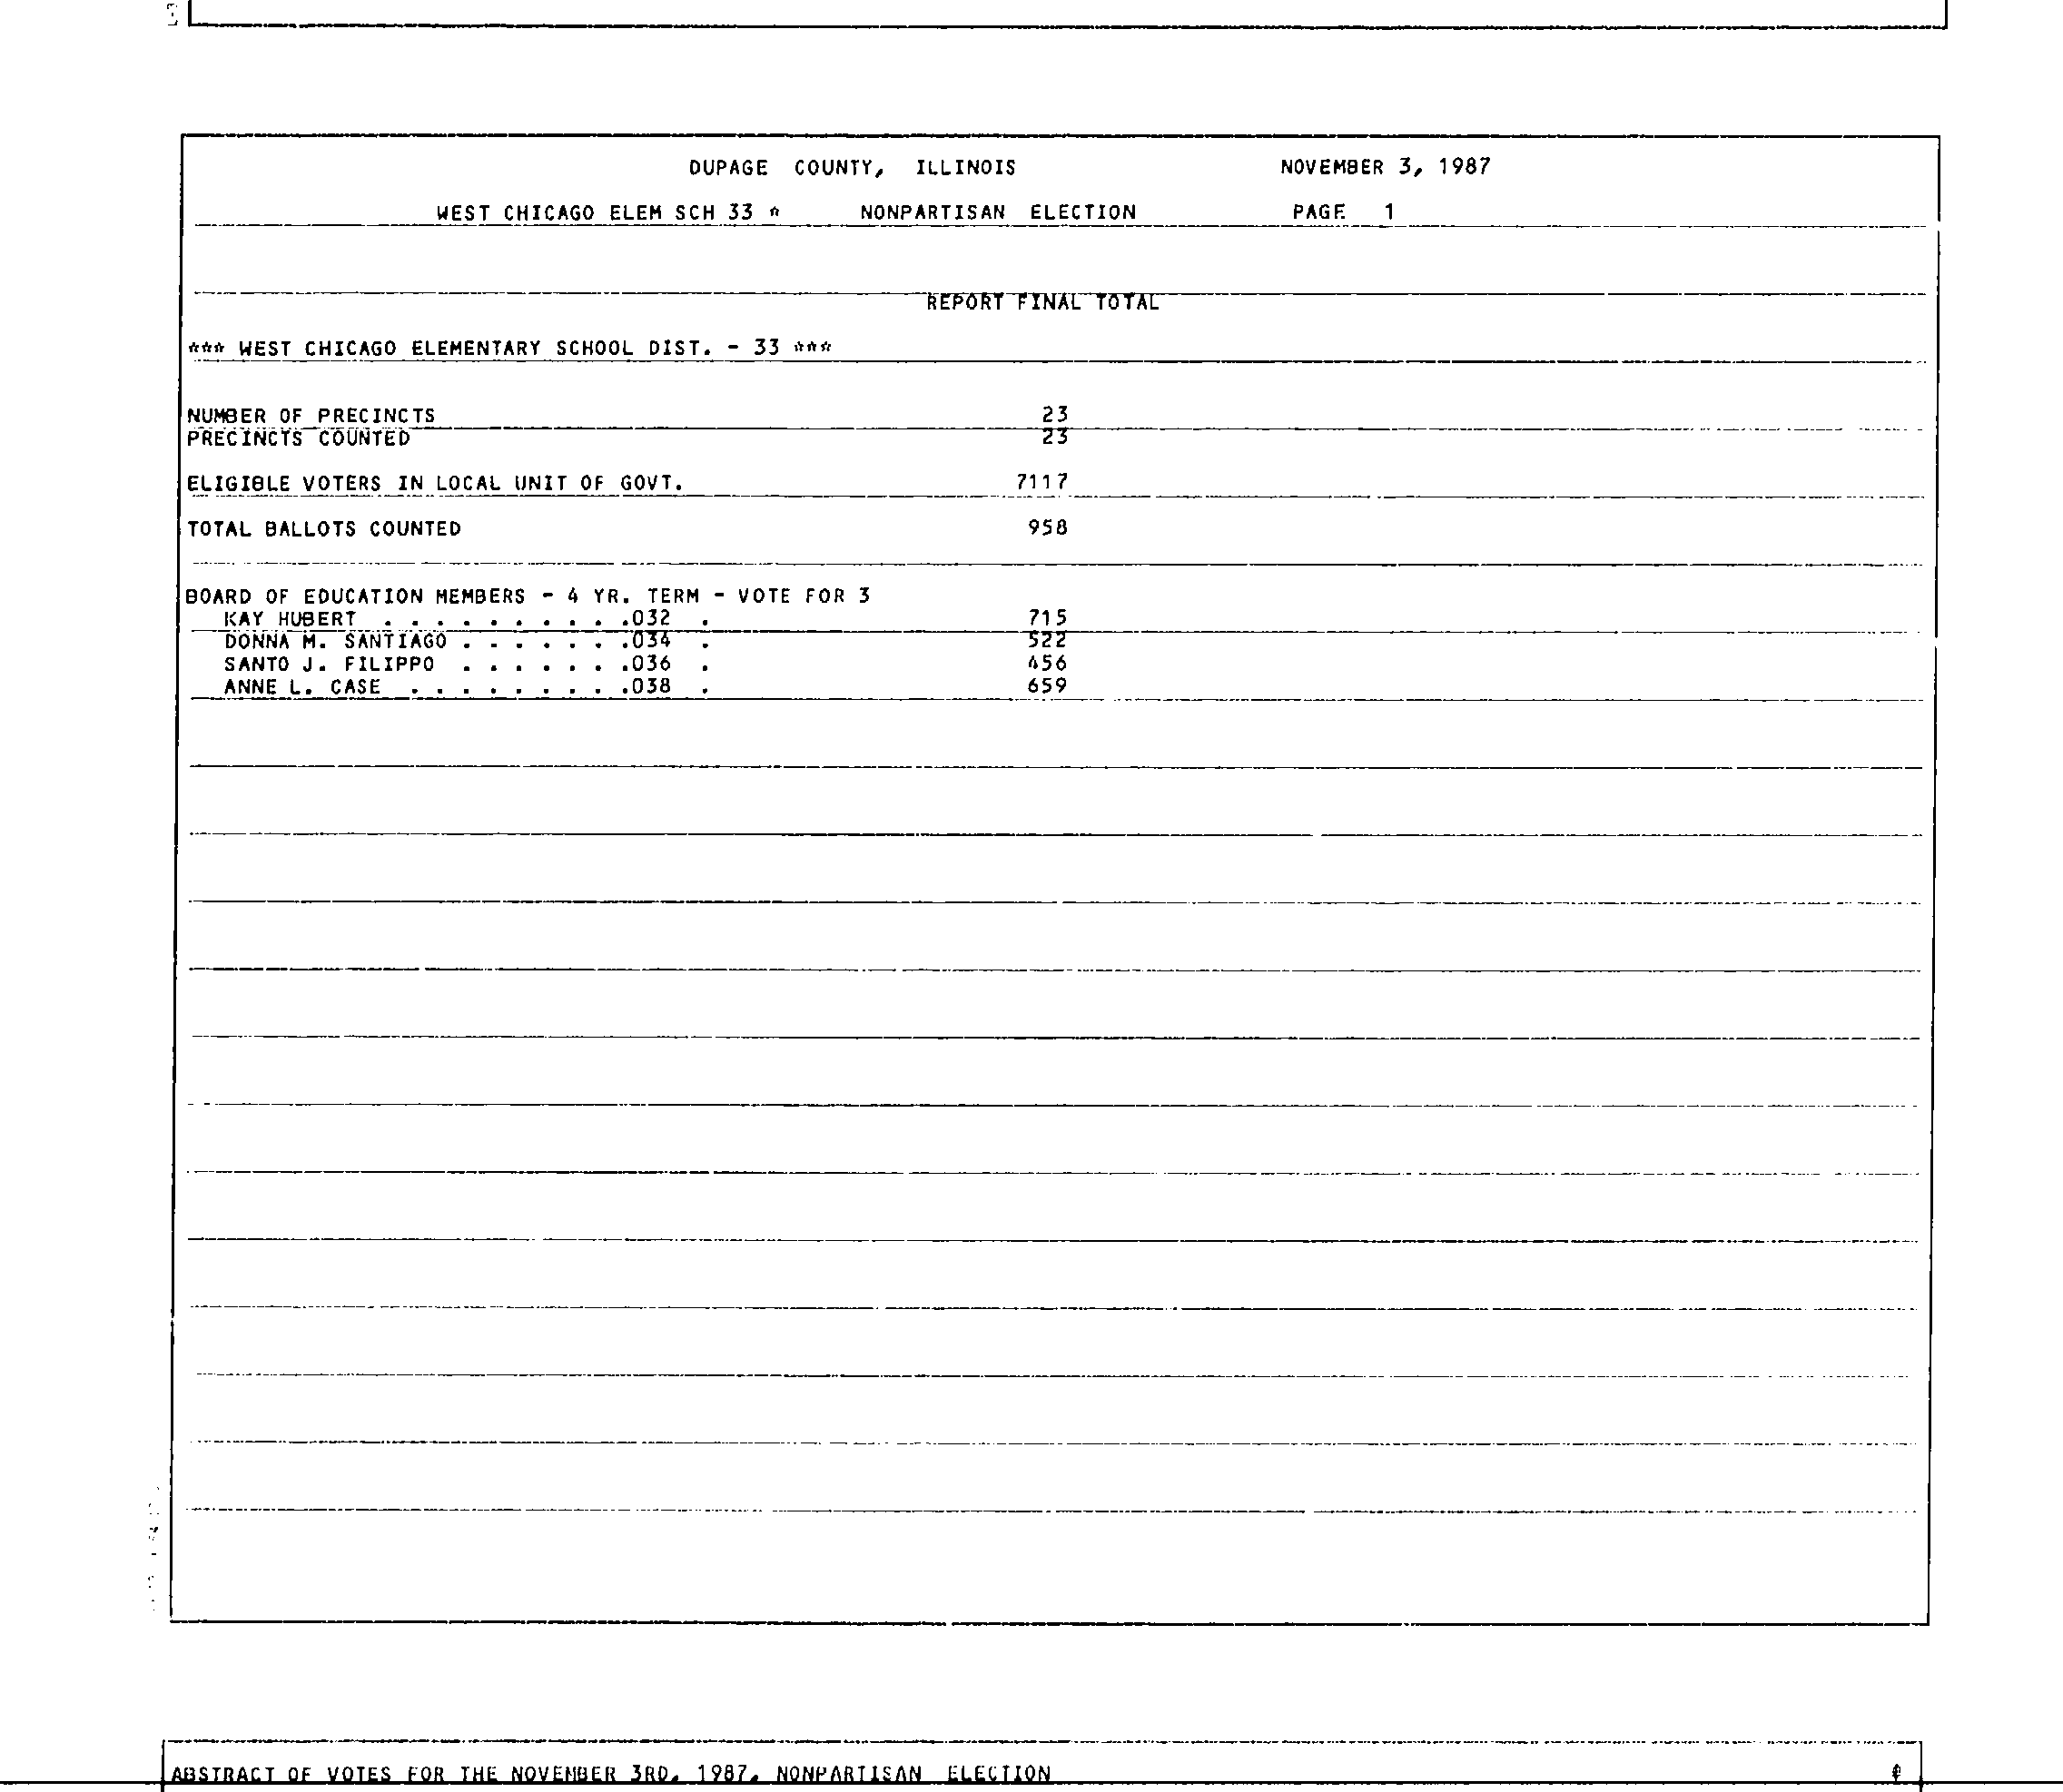 DUPAGE COUNTY, ILLINOIS NOVEMBER 3, 1987
WEST CHICAGO ELEM SCH 33 * NONPARTISAN ELECTION PAGE 1
REPORT FINAL TOTAL
*** WEST CHICAGO ELEMENTARY SCHOOL DIST. - 33 ***
NUMBER OF PRECINCTS 23
PRECINCTS COUNTED 23
ELIGIBLE VOTERS IN LOCAL UNIT OF GOVT. 7117
TOTAL BALLOTS COUNTED 958
BOARD OF EDUCATION MEMBERS - 4 YR. TERM - VOTE FOR 3
KAY HUBERT . . . . . . . . . .032 . 715
DONNA M. SANTIAGO . . . . . . .034 . 522
SANTO J. FILIPPO . . . . . . .036 . 456
ANNE L. CASE . . . . . . . . .038 . 659
ABSTRACT OF VOTES FOR THE NOVEMBER 3RD, 1987, NONPARTISAN ELECTION